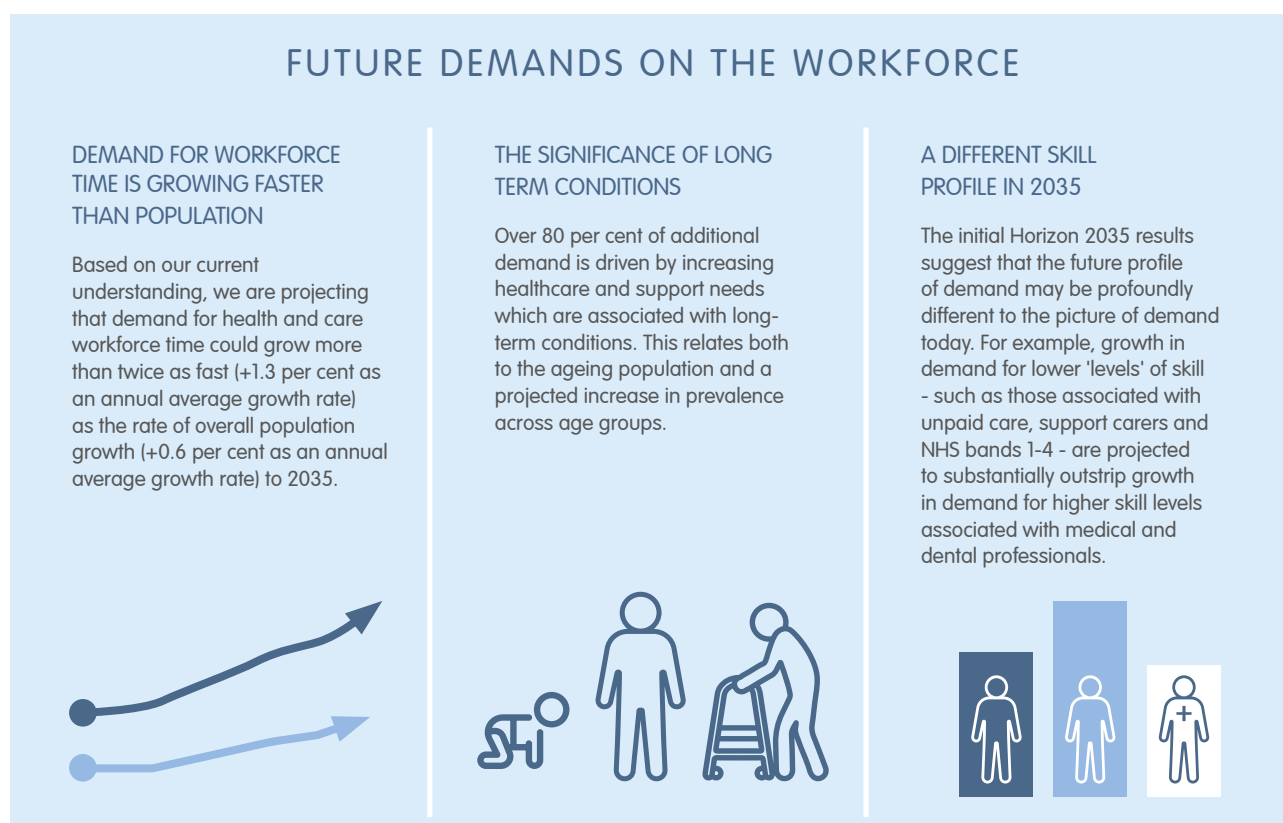 FUTURE DEMANDS ON THE WORKFORCE
DEMAND FOR WORKFORCE
TIME IS GROWING FASTER
THAN POPULATION
Based on our current
understanding, we are projecting
that demand for health and care
workforce time could grow more
than twice as fast (+1.3 per cent as
an annual average growth rate)
as the rate of overall population
growth (+0.6 per cent as an annual
average growth rate) to 2035.
THE SIGNIFICANCE OF LONG
TERM CONDITIONS
Over 80 per cent of additional
demand is driven by increasing
healthcare and support needs
which are associated with long-
term conditions. This relates both
to the ageing population and a
projected increase in prevalence
across age groups.
A DIFFERENT SKILL
PROFILE IN 2035
The initial Horizon 2035 results
suggest that the future profile
of demand may be profoundly
different to the picture of demand
today. For example, growth in
demand for lower 'levels' of skill
- such as those associated with
unpaid care, support carers and
NHS bands 1-4 - are projected
to substantially outstrip growth
in demand for higher skill levels
associated with medical and
dental professionals.